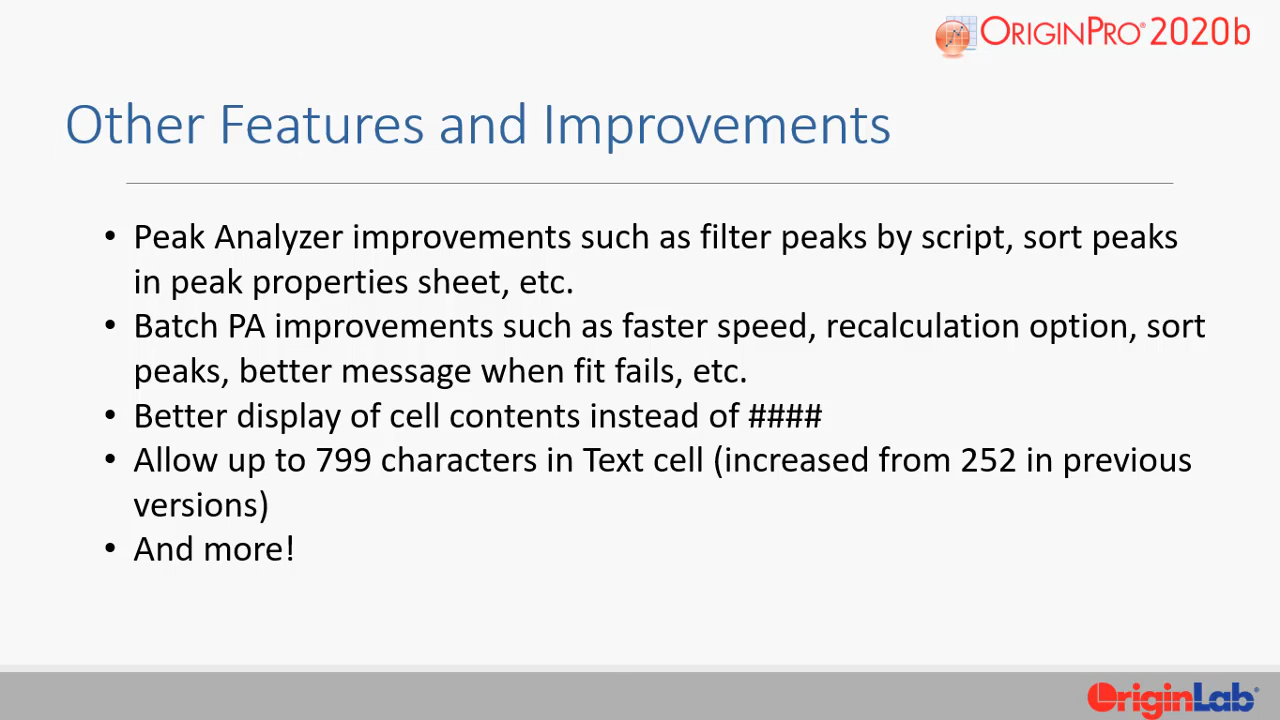 ORIGINPRO® 2020b
Other Features and Improvements
• Peak Analyzer improvements such as filter peaks by script, sort peaks
in peak properties sheet, etc.
• Batch PA improvements such as faster speed, recalculation option, sort
peaks, better message when fit fails, etc.
• Better display of cell contents instead of ####
• Allow up to 799 characters in Text cell (increased from 252 in previous
versions)
• And more!
OriginLab®